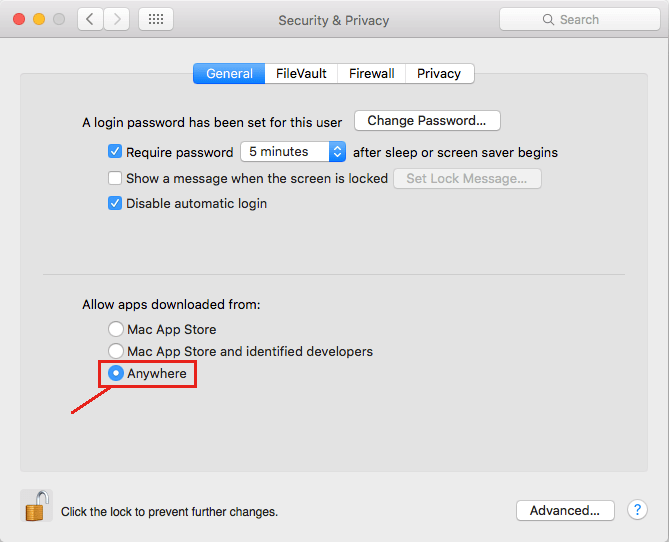 Security & Privacy
Search
General FileVault Firewall Privacy
A login password has been set for this user Change Password...
Require password 5 minutes after sleep or screen saver begins
Show a message when the screen is locked Set Lock Message...
Disable automatic login
Allow apps downloaded from:
Mac App Store
Mac App Store and identified developers
Anywhere
Click the lock to prevent further changes.
Advanced... ?